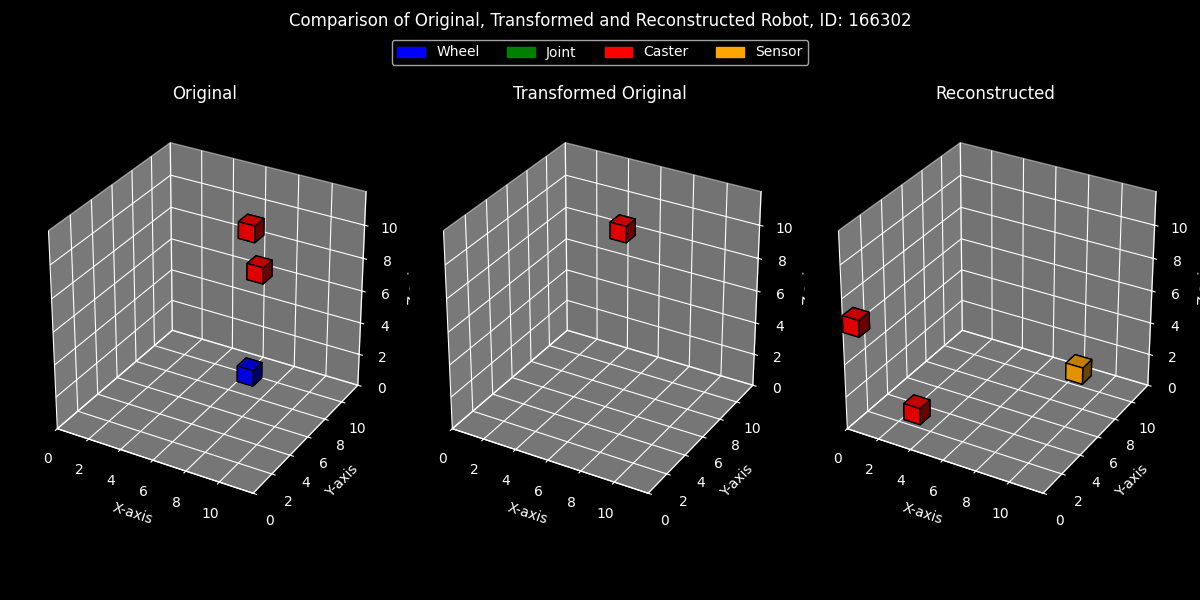 Comparison of Original, Transformed and Reconstructed Robot, ID: 166302
Wheel Joint Caster Sensor
Original Transformed Original Reconstructed
10 10 10
8 8 8
6 6 6
4 4 4
2 2 2
0 0 0
10 10 10
8 8 8
0 2 4 6 8 10 0 2 4 6 0 2 4 6 8 10 0 2 4 6 0 2 4 6 8 10 0 2 4 6
X-axis Y-axis X-axis Y-axis X-axis Y-axis